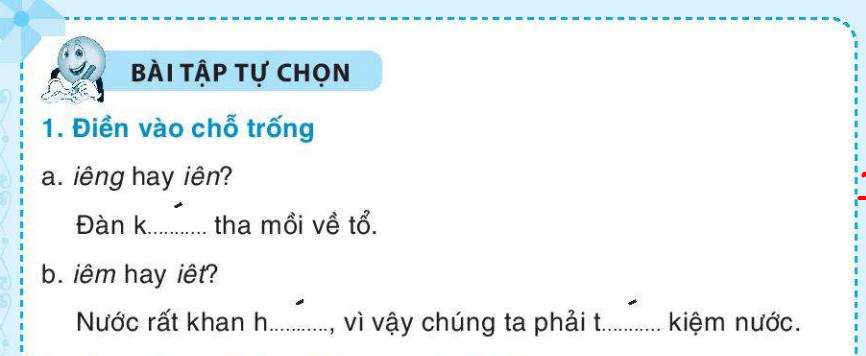 BÀI TẬP TỰ CHỌN
1. Điền vào chỗ trống
a. iêng hay iên?
Đàn k........... tha mồi về tổ.
b. iêm hay iêt?
Nước rất khan h..........., vì vậy chúng ta phải t........... kiệm nước.